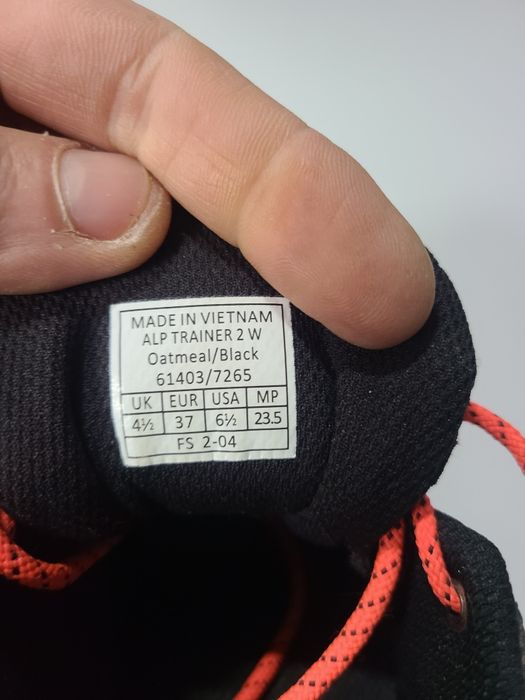 MADE IN VIETNAM
ALP TRAINER 2 W
Oatmeal/Black
61403/7265
UK EUR USA MP
4½ 37 6½ 23.5
FS 2-04